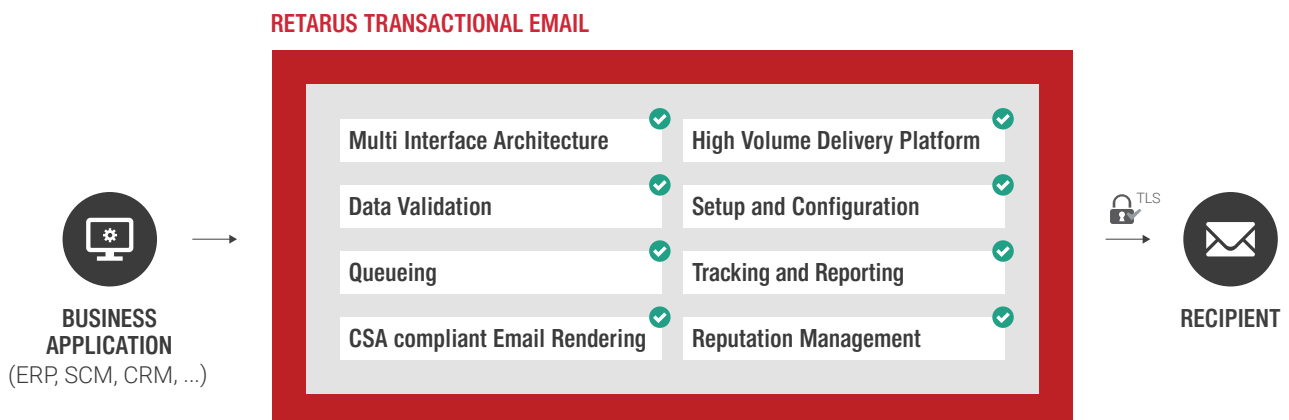 RETARUS TRANSACTIONAL EMAIL
Multi Interface Architecture
High Volume Delivery Platform
Data Validation
Setup and Configuration
Queueing
Tracking and Reporting
CSA compliant Email Rendering
Reputation Management
BUSINESS
APPLICATION
(ERP, SCM, CRM, ...)
TLS
RECIPIENT